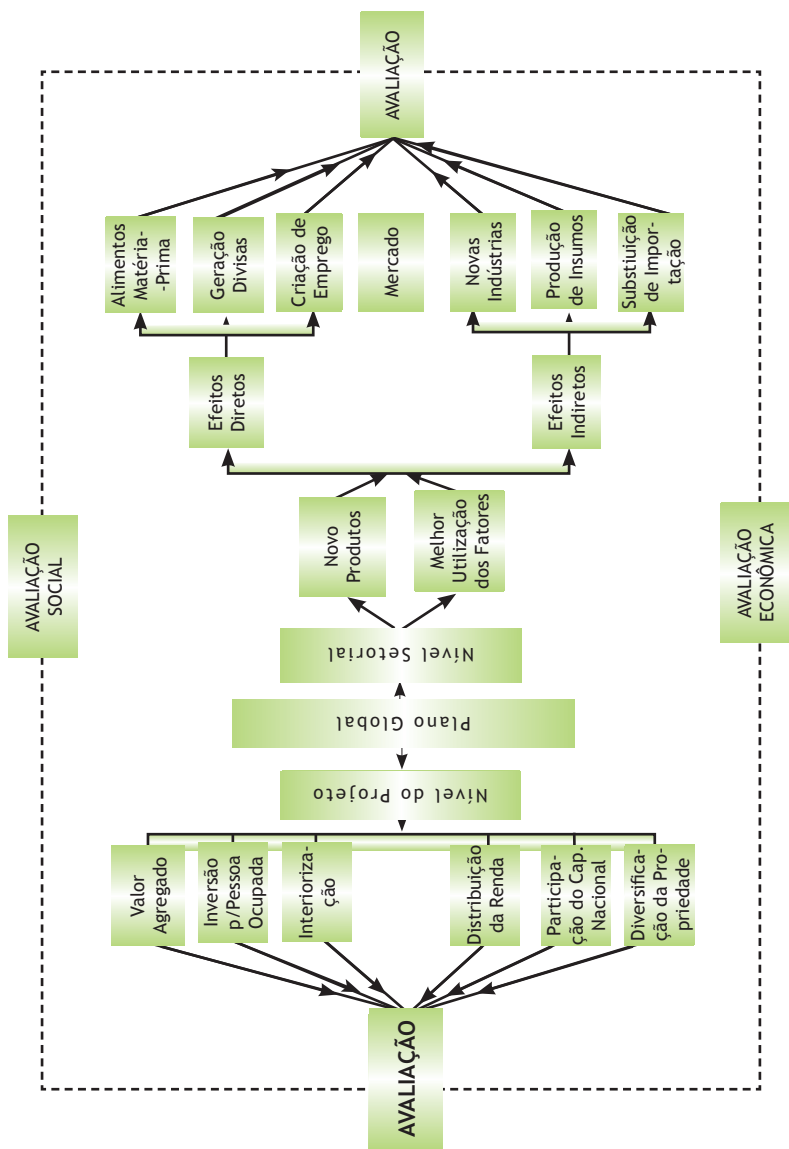 AVALIAÇÃO
Diversifica-
ção da Pro-
priedade
Participa-
ção do Cap.
Nacional
Distribuição
da Renda
Interioriza-
ção
Inversão
p/Pessoa
Ocupada
Valor
Agregado
Nível do Projeto
Plano Global
Nível Setorial
AVALIAÇÃO
ECONÔMICA
Melhor
Utilização
dos Fatores
Novo
Produtos
AVALIAÇÃO
SOCIAL
Efeitos
Indiretos
Efeitos
Diretos
Substiuição
de Impor-
tação
Produção
de Insumos
Novas
Indústrias
Mercado
Criação de
Emprego
Geração
Divisas
Alimentos
Matéria-
-Prima
AVALIAÇÃO